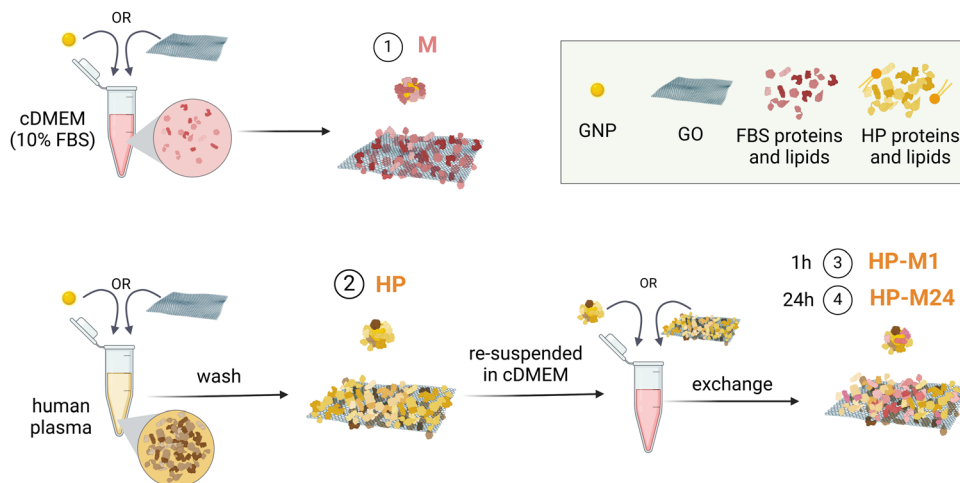 OR
1 M
cDMEM
(10% FBS)
GNP
GO
FBS proteins
and lipids
HP proteins
and lipids
OR
human
plasma
wash
2 HP
re-suspended
in cDMEM
OR
exchange
1h 3 HP-M1
24h 4 HP-M24